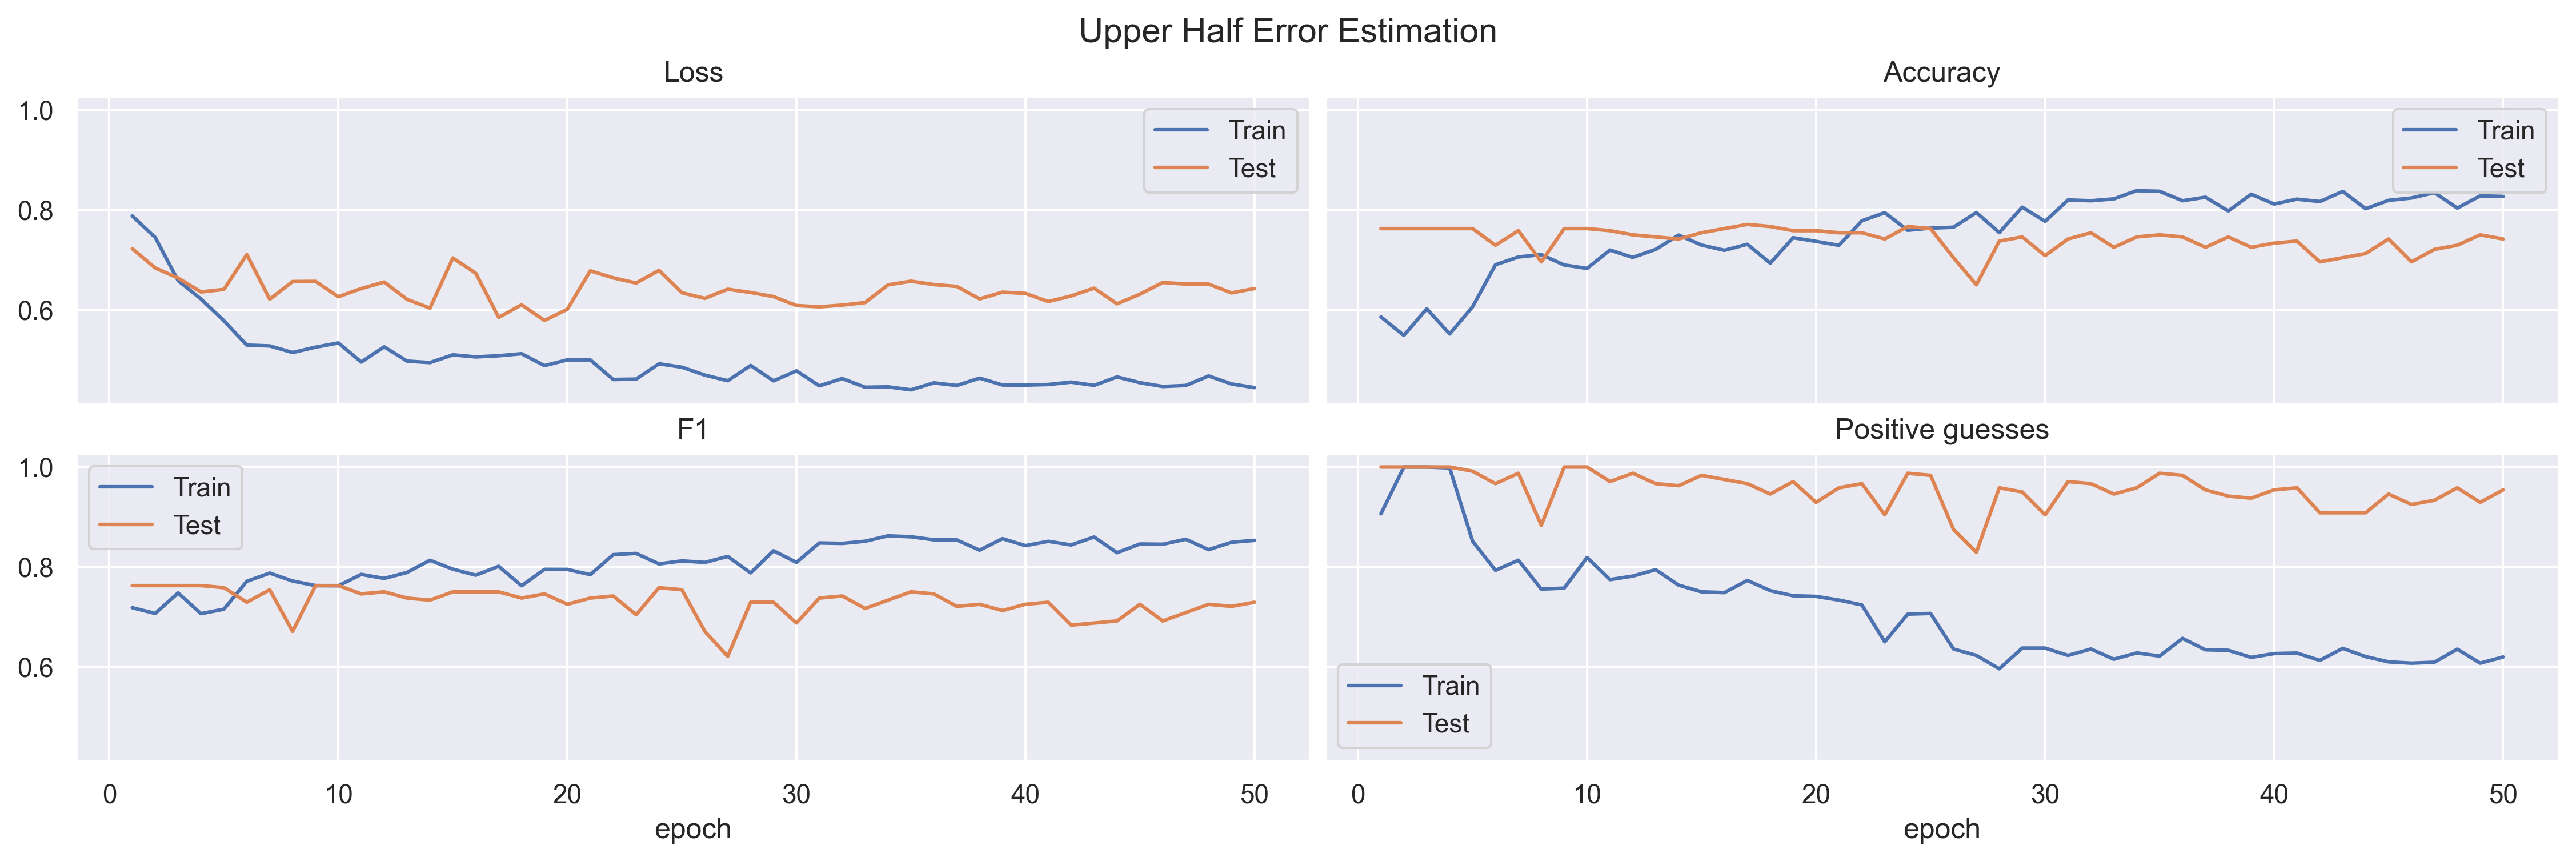 Upper Half Error Estimation
Loss
1.0
0.8
0.6
Train
Test
Accuracy
Train
Test
F1
1.0
0.8
0.6
Train
Test
0
10
20
30
40
50
epoch
Positive guesses
Train
Test
0
10
20
30
40
50
epoch